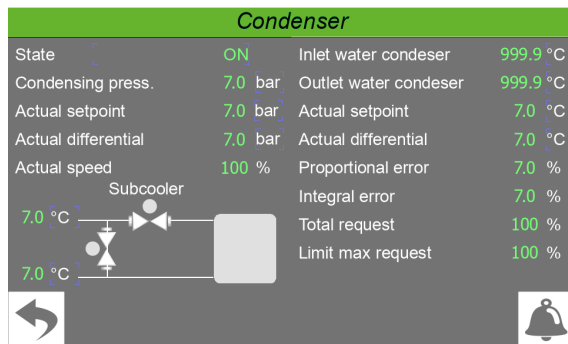 Condenser
State ON
Condensing press. 7.0 bar
Actual setpoint 7.0 bar
Actual differential 7.0 bar
Actual speed 100 %
Subcooler
7.0 °C
7.0 °C
Inlet water condeser 999.9 °C
Outlet water condeser 999.9 °C
Actual setpoint 7.0 °C
Actual differential 7.0 °C
Proportional error 7.0 %
Integral error 7.0 %
Total request 100 %
Limit max request 100 %